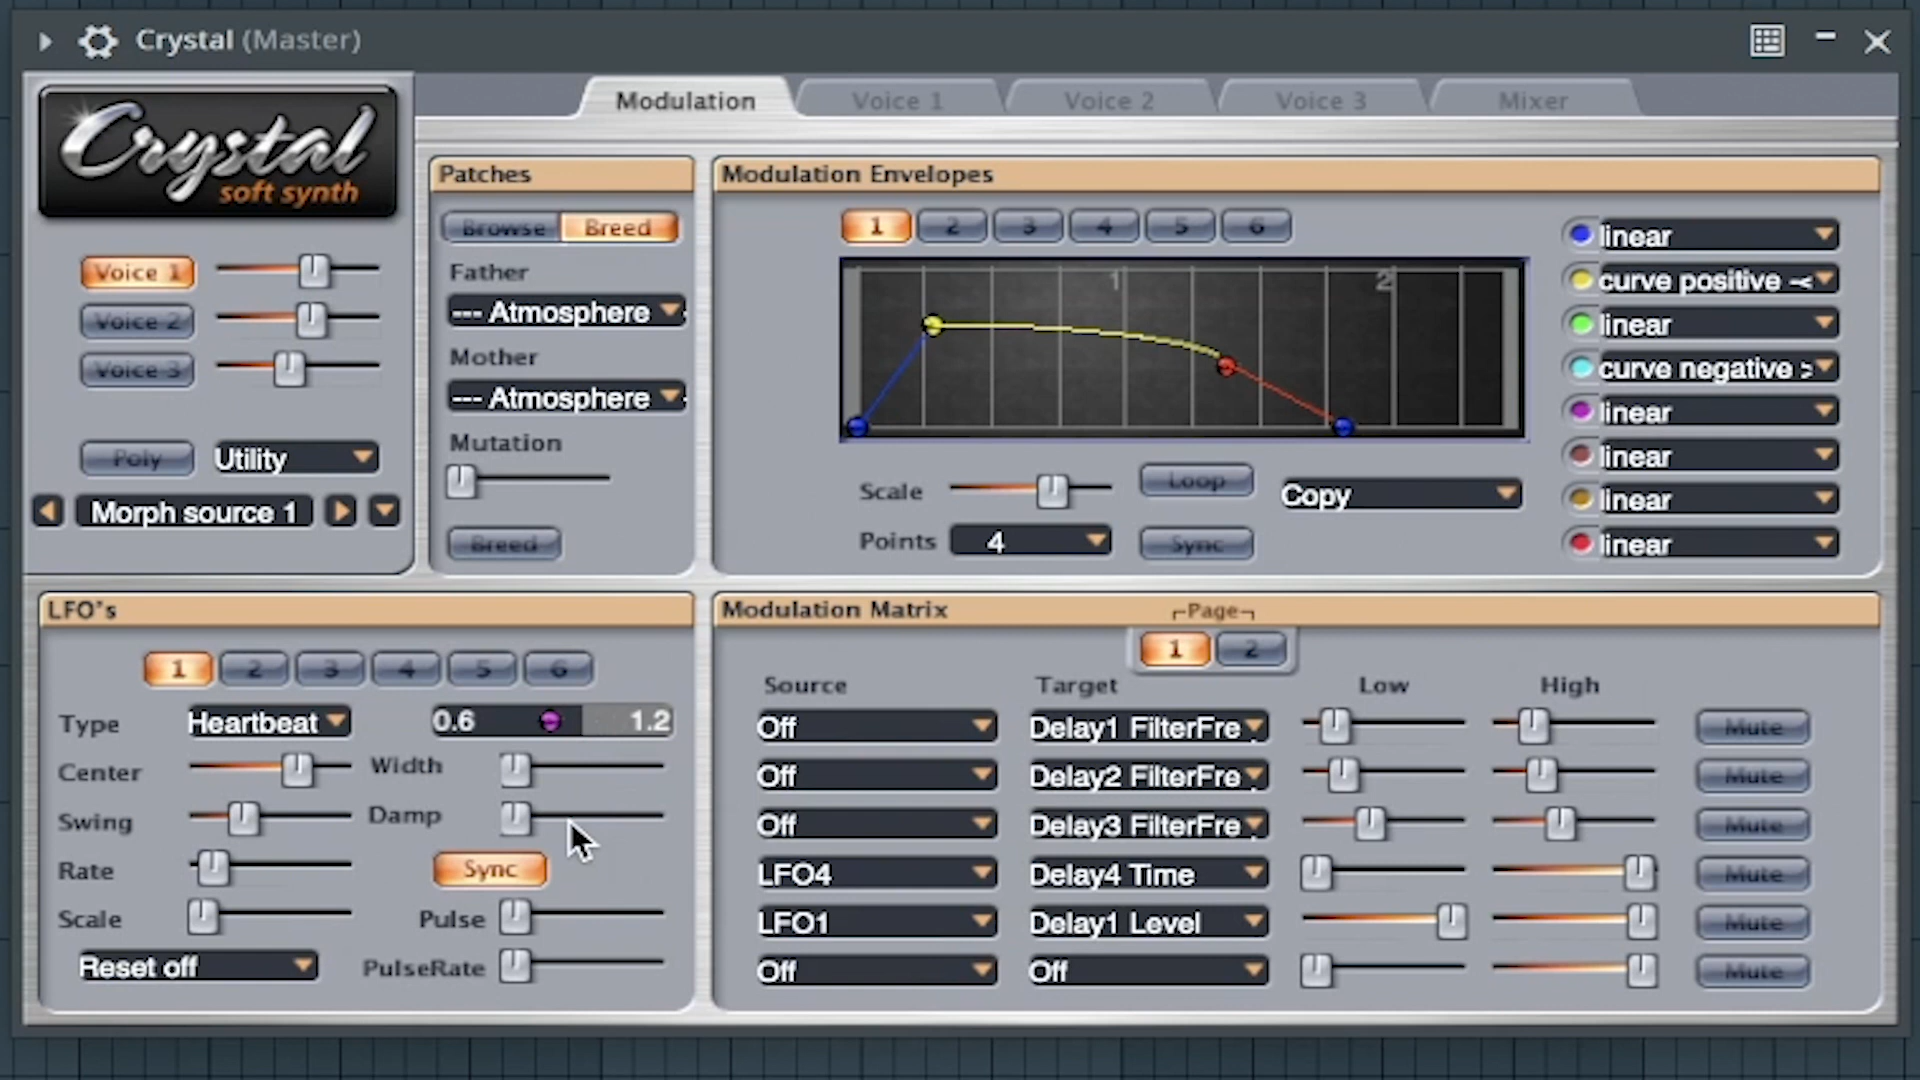 Crystal (Master)
Crystal
soft synth
Modulation
Voice 1
Voice 2
Voice 3
Mixer
Voice 1
Voice 2
Voice 3
Poly
Utility
Morph source 1
Patches
Browse
Breed
Father
--- Atmosphere
Mother
--- Atmosphere
Mutation
Breed
Modulation Envelopes
1 2 3 4 5 6
1 2
Scale
Loop
Copy
Points
4
Sync
linear
curve positive -<
linear
curve negative >
linear
linear
linear
linear
LFO's
1 2 3 4 5 6
Type
Heartbeat
0.6
1.2
Center
Width
Swing
Damp
Rate
Sync
Scale
Pulse
Reset off
PulseRate
Modulation Matrix
Page
1 2
Source Target Low High
Off Delay1 FilterFre Mute
Off Delay2 FilterFre Mute
Off Delay3 FilterFre Mute
LFO4 Delay4 Time Mute
LFO1 Delay1 Level Mute
Off Off Mute